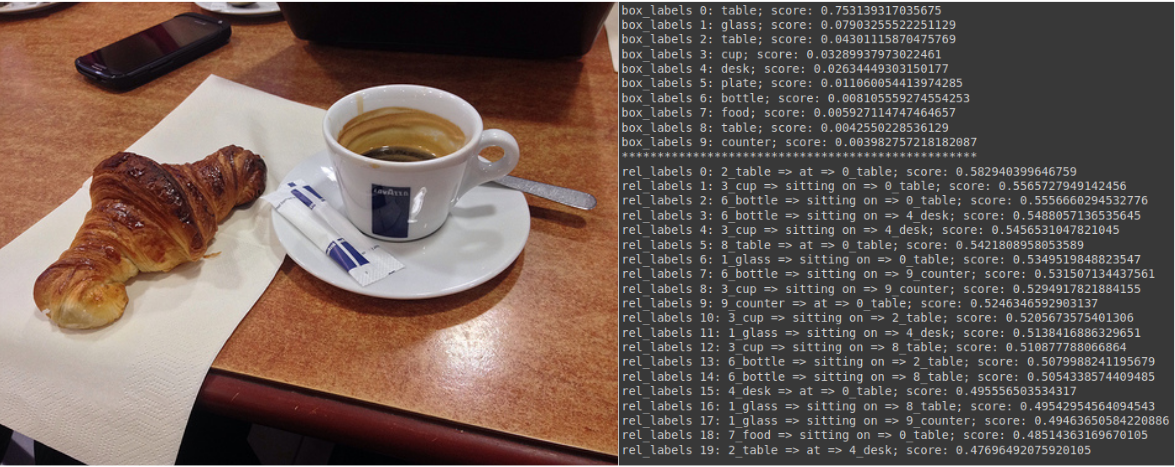 LAVAZZA
box_labels 0: table; score: 0.753139317035675
box_labels 1: glass; score: 0.07903255522251129
box_labels 2: table; score: 0.04301115870475769
box_labels 3: cup; score: 0.03289937973022461
box_labels 4: desk; score: 0.02634449303150177
box_labels 5: plate; score: 0.011060054413974285
box_labels 6: bottle; score: 0.008105559274554253
box_labels 7: food; score: 0.005927114747464657
box_labels 8: table; score: 0.0042550228536129
box_labels 9: counter; score: 0.003982757218182087
**************************************************
rel_labels 0: 2_table => at => 0_table; score: 0.582940399646759
rel_labels 1: 3_cup => sitting on => 0_table; score: 0.5565727949142456
rel_labels 2: 6_bottle => sitting on => 0_table; score: 0.5556660294532776
rel_labels 3: 6_bottle => sitting on => 4_desk; score: 0.5488057136535645
rel_labels 4: 3_cup => sitting on => 4_desk; score: 0.5456531047821045
rel_labels 5: 8_table => at => 0_table; score: 0.5421808958053589
rel_labels 6: 1_glass => sitting on => 0_table; score: 0.5349519848823547
rel_labels 7: 6_bottle => sitting on => 9_counter; score: 0.531507134437561
rel_labels 8: 3_cup => sitting on => 9_counter; score: 0.5294917821884155
rel_labels 9: 9_counter => at => 0_table; score: 0.5246346592903137
rel_labels 10: 3_cup => sitting on => 2_table; score: 0.5205673575401306
rel_labels 11: 1_glass => sitting on => 4_desk; score: 0.5138416886329651
rel_labels 12: 3_cup => sitting on => 8_table; score: 0.510877788066864
rel_labels 13: 6_bottle => sitting on => 2_table; score: 0.5079988241195679
rel_labels 14: 6_bottle => sitting on => 8_table; score: 0.5054338574409485
rel_labels 15: 4_desk => at => 0_table; score: 0.495556503534317
rel_labels 16: 1_glass => sitting on => 8_table; score: 0.49542954564094543
rel_labels 17: 1_glass => sitting on => 9_counter; score: 0.49463650584220886
rel_labels 18: 7_food => sitting on => 0_table; score: 0.48514363169670105
rel_labels 19: 2_table => at => 4_desk; score: 0.47696492075920105